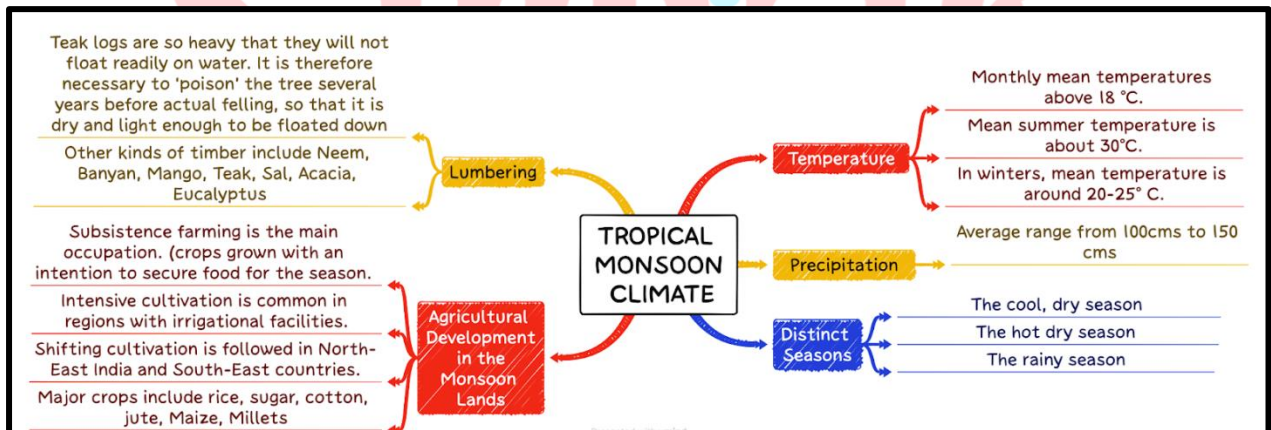 Teak logs are so heavy that they will not
float readily on water. It is therefore
necessary to 'poison' the tree several
years before actual felling, so that it is
dry and light enough to be floated down
Other kinds of timber include Neem,
Banyan, Mango, Teak, Sal, Acacia,
Eucalyptus
Lumbering
Subsistence farming is the main
occupation. (crops grown with an
intention to secure food for the season.
Intensive cultivation is common in
regions with irrigational facilities.
Shifting cultivation is followed in North-
East India and South-East countries.
Major crops include rice, sugar, cotton,
jute, Maize, Millets
Agricultural
Development
in the
Monsoon
Lands
TROPICAL
MONSOON
CLIMATE
Temperature
Monthly mean temperatures
above 18 °C.
Mean summer temperature is
about 30°C.
In winters, mean temperature is
around 20-25° C.
Precipitation
Average range from 100cms to 150
cms
Distinct
Seasons
The cool, dry season
The hot dry season
The rainy season